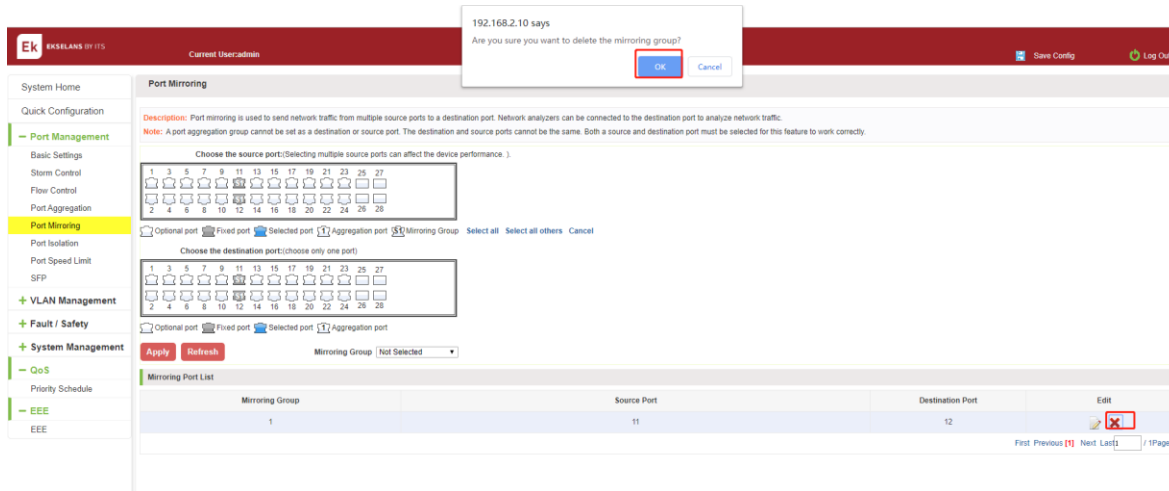 192.168.2.10 says
Are you sure you want to delete the mirroring group?
OK Cancel
Ek EKSELANS BY ITS
Current User:admin
Save Config
Log Out
System Home
Quick Configuration
Port Management
Basic Settings
Storm Control
Flow Control
Port Aggregation
Port Mirroring
Port Isolation
Port Speed Limit
SFP
VLAN Management
Fault / Safety
System Management
QoS
Priority Schedule
EEE
EEE
Port Mirroring
Description: Port mirroring is used to send network traffic from multiple source ports to a destination port. Network analyzers can be connected to the destination port to analyze network traffic.
Note: A port aggregation group cannot be set as a destination or source port. The destination and source ports cannot be the same. Both a source and destination port must be selected for this feature to work correctly.
Choose the source port:(Selecting multiple source ports can affect the device performance. ).
1 3 5 7 9 11 13 15 17 19 21 23 25 27
2 4 6 8 10 12 14 16 18 20 22 24 26 28
Optional port Fixed port Selected port 1 Aggregation port S1 Mirroring Group Select all Select all others Cancel
Choose the destination port:(choose only one port)
1 3 5 7 9 11 13 15 17 19 21 23 25 27
2 4 6 8 10 12 14 16 18 20 22 24 26 28
Optional port Fixed port Selected port 1 Aggregation port
Apply Refresh Mirroring Group Not Selected
Mirroring Port List
Mirroring Group Source Port Destination Port Edit
1 11 12
First Previous [1] Next Last 1 / 1Page